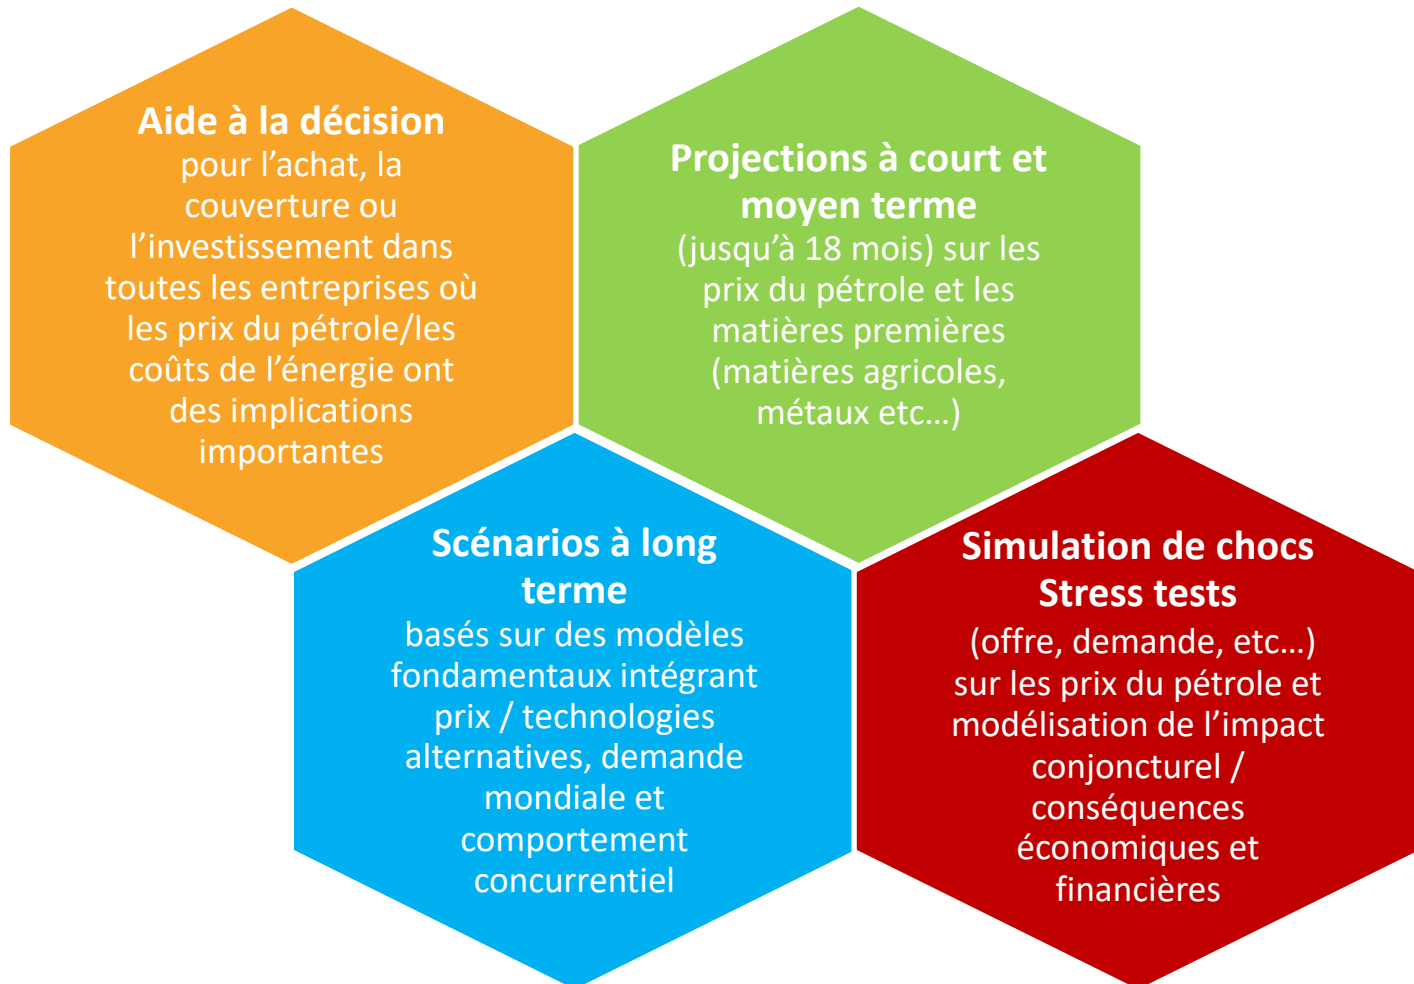 Aide à la décision
pour l’achat, la
couverture ou
l’investissement dans
toutes les entreprises où
les prix du pétrole/les
coûts de l’énergie ont
des implications
importantes
Projections à court et
moyen terme
(jusqu’à 18 mois) sur les
prix du pétrole et les
matières premières
(matières agricoles,
métaux etc…)
Scénarios à long
terme
basés sur des modèles
fondamentaux intégrant
prix / technologies
alternatives, demande
mondiale et
comportement
concurrentiel
Simulation de chocs
Stress tests
(offre, demande, etc…)
sur les prix du pétrole et
modélisation de l’impact
conjoncturel /
conséquences
économiques et
financières